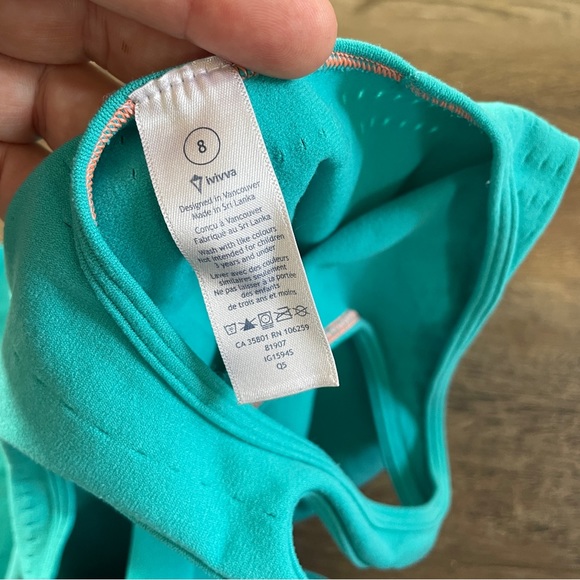 8
ivivva
Designed in Vancouver
Made in Sri Lanka
Conçu à Vancouver
Fabriqué au Sri Lanka
Wash with like colours
Not intended for children
3 years and under
Laver avec des couleurs
similaires seulement
Ne pas laisser à la portée
des enfants
de trois ans et moins
CA 35801 RN 106259
81907
IG1594S
QS